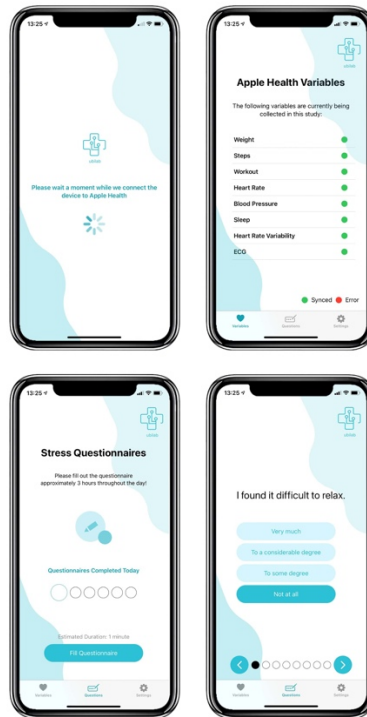 13:25
Please wait a moment while we connect the
device to Apple Health
13:25
Apple Health Variables
The following variables are currently being
collected in this study:
Weight
Steps
Workout
Heart Rate
Blood Pressure
Sleep
Heart Rate Variability
ECG
Synced
Error
Variables
Questions
Settings
13:25
Stress Questionnaires
Please fill out the questionnaire
approximately 3 hours throughout the day!
Questionnaires Completed Today
Estimated Duration: 1 minute
Fill Questionnaire
Variables
Questions
Settings
13:25
I found it difficult to relax.
Very much
To a considerable degree
To some degree
Not at all
Variables
Questions
Settings